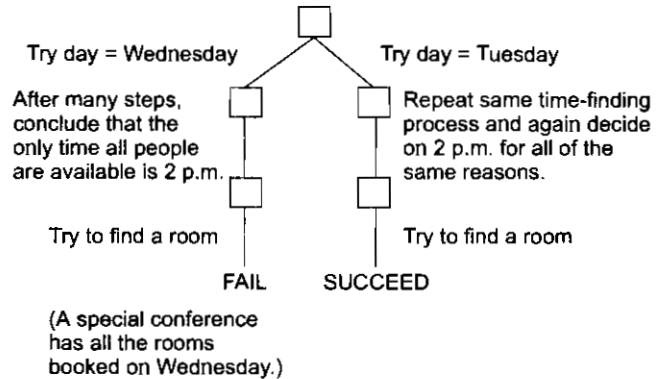 Try day = Wednesday
Try day = Tuesday
After many steps,
conclude that the
only time all people
are available is 2 p.m.
Repeat same time-finding
process and again decide
on 2 p.m. for all of the
same reasons.
Try to find a room
Try to find a room
FAIL
SUCCEED
(A special conference
has all the rooms
booked on Wednesday.)